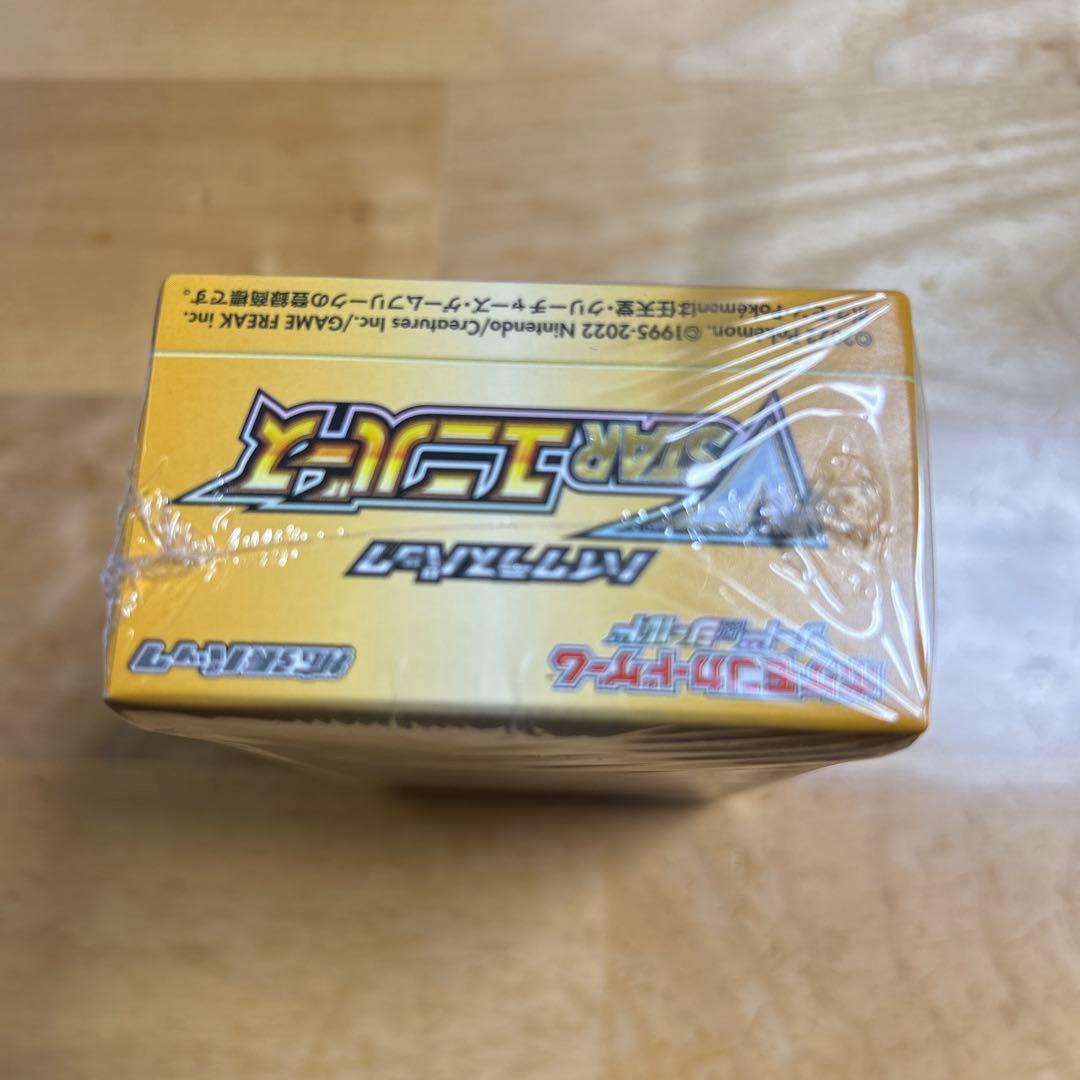 ポケモンカードゲーム
ソード&シールド
拡張パック
ハイクラスパック
VSTARユニバース
©2022 Pokémon. ©1995-2022 Nintendo/Creatures Inc./GAME FREAK inc.
ポケモン・Pokémonは任天堂・クリーチャーズ・ゲームフリークの登録商標です。